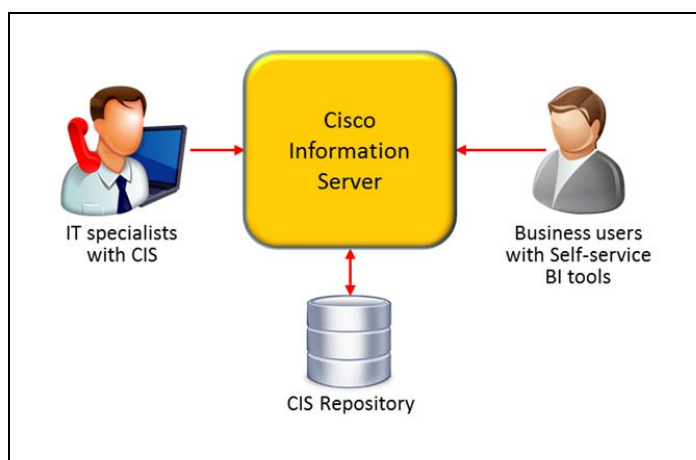 Cisco
Information
Server
IT specialists
with CIS
Business users
with Self-service
BI tools
CIS Repository